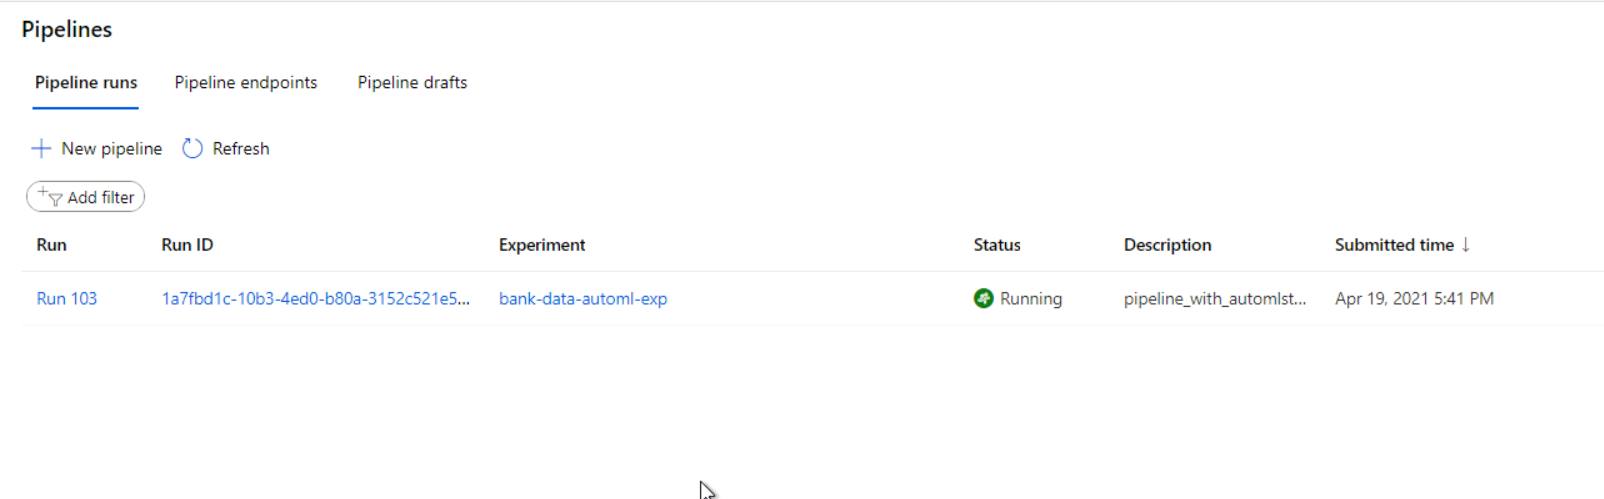 Pipelines
Pipeline runs Pipeline endpoints Pipeline drafts
New pipeline Refresh
Add filter
Run Run ID Experiment Status Description Submitted time ↓
Run 103 1a7fbd1c-10b3-4ed0-b80a-3152c521e5... bank-data-automl-exp Running pipeline_with_automlst... Apr 19, 2021 5:41 PM